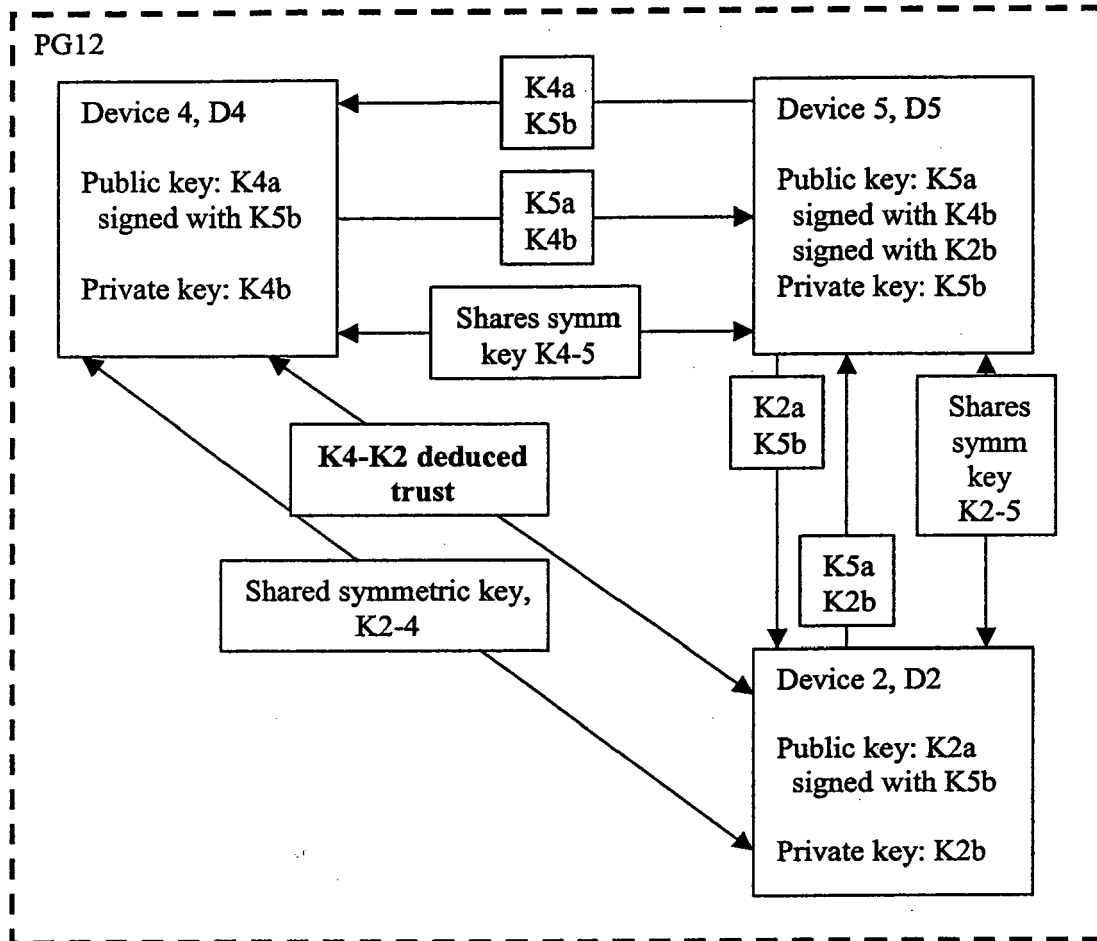 PG12
Device 4, D4
Public key: K4a
signed with K5b
Private key: K4b
K4a
K5b
K5a
K4b
Shares symm
key K4-5
Device 5, D5
Public key: K5a
signed with K4b
signed with K2b
Private key: K5b
K4-K2 deduced
trust
Shared symmetric key,
K2-4
K2a
K5b
K5a
K2b
Shares
symm
key
K2-5
Device 2, D2
Public key: K2a
signed with K5b
Private key: K2b